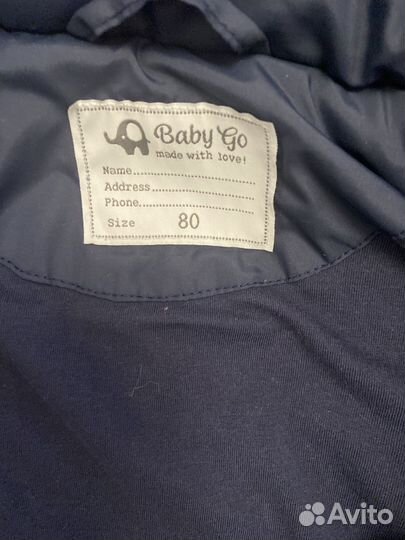 Baby Go
made with love!
Name
Address
Phone
Size 80
Avito